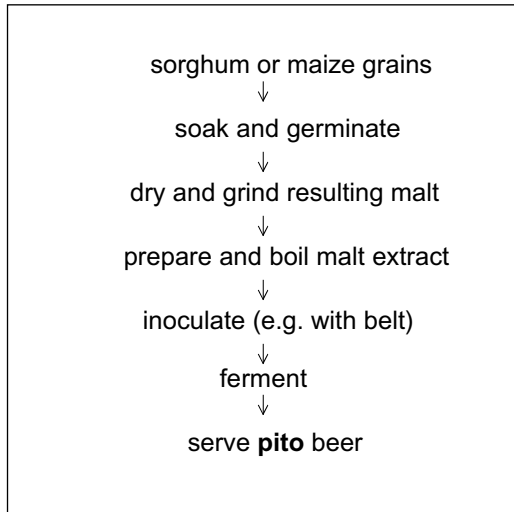 sorghum or maize grains
soak and germinate
dry and grind resulting malt
prepare and boil malt extract
inoculate (e.g. with belt)
ferment
serve pito beer